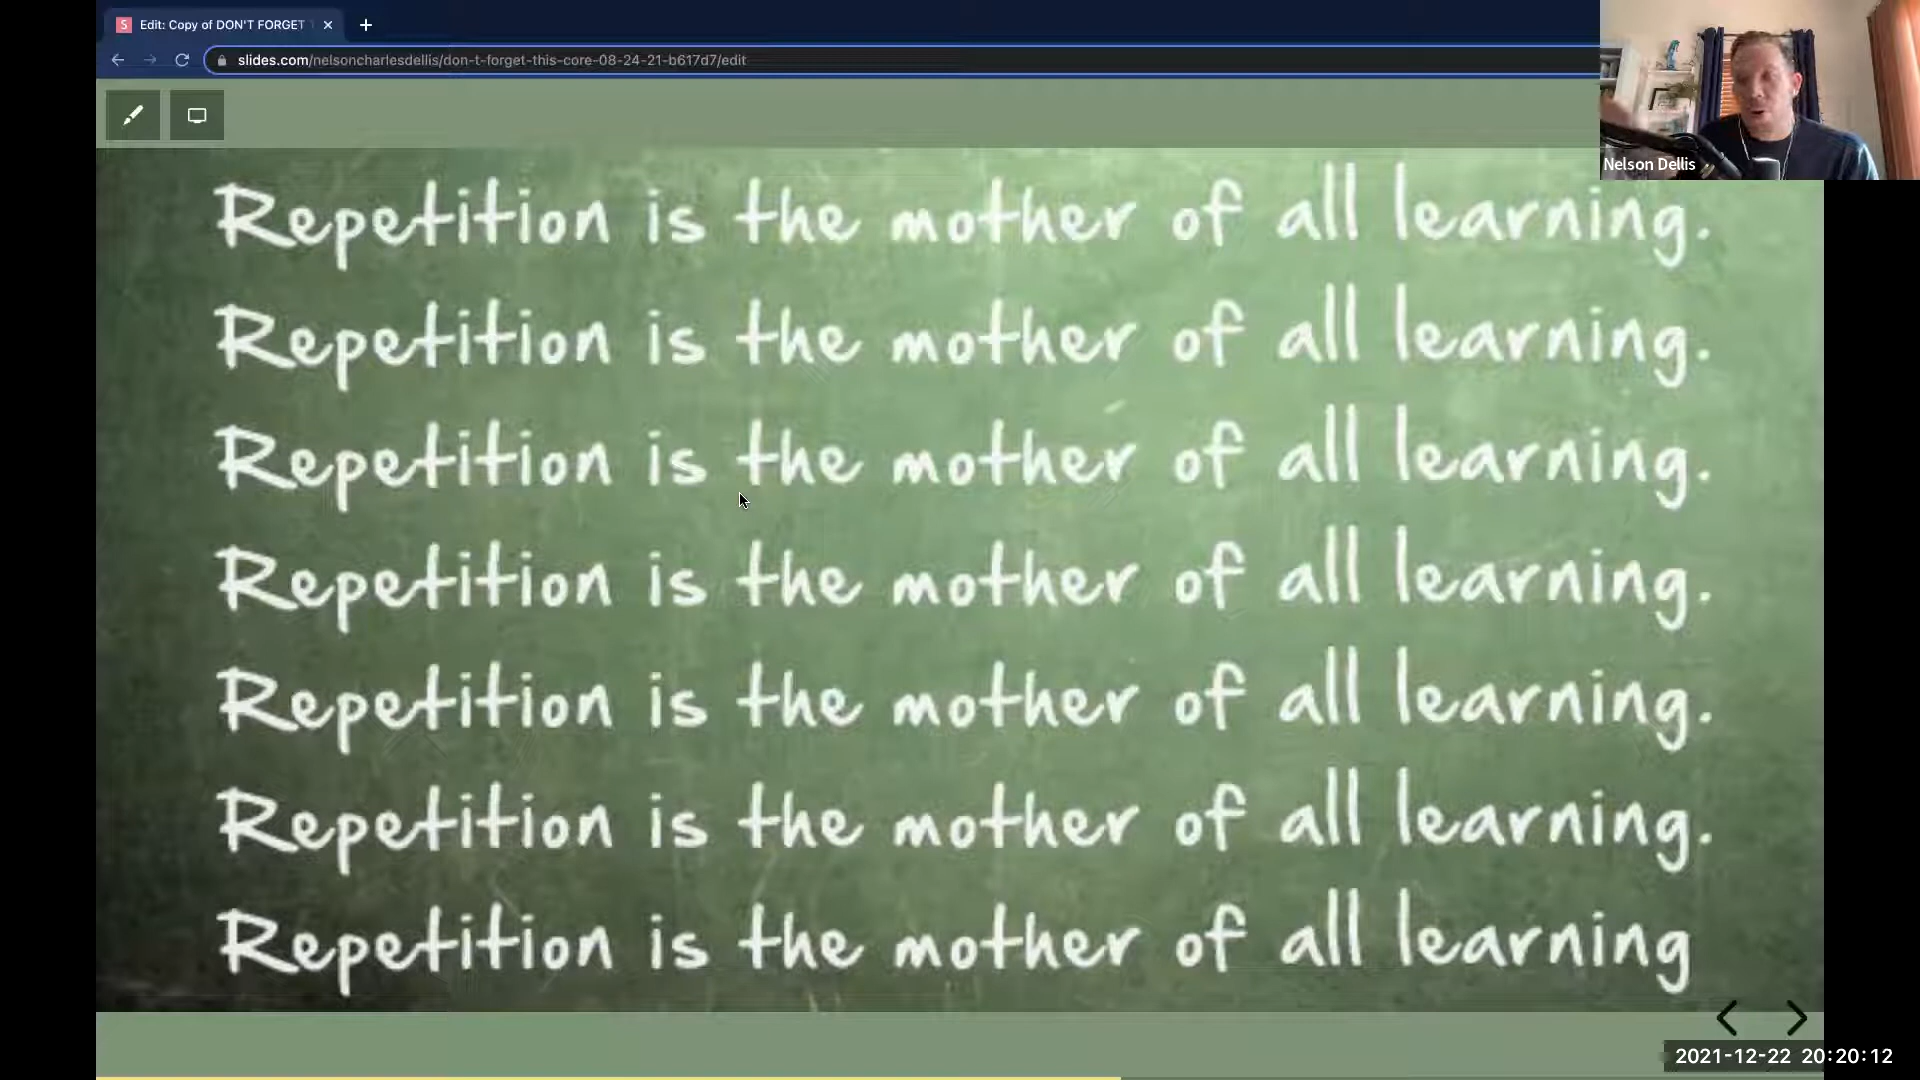 Edit: Copy of DON'T FORGET
slides.com/nelsoncharlesdellis/don-t-forget-this-core-08-24-21-b617d7/edit
Nelson Dellis
Repetition is the mother of all learning.
Repetition is the mother of all learning.
Repetition is the mother of all learning.
Repetition is the mother of all learning.
Repetition is the mother of all learning.
Repetition is the mother of all learning.
Repetition is the mother of all learning
2021-12-22 20:20:12